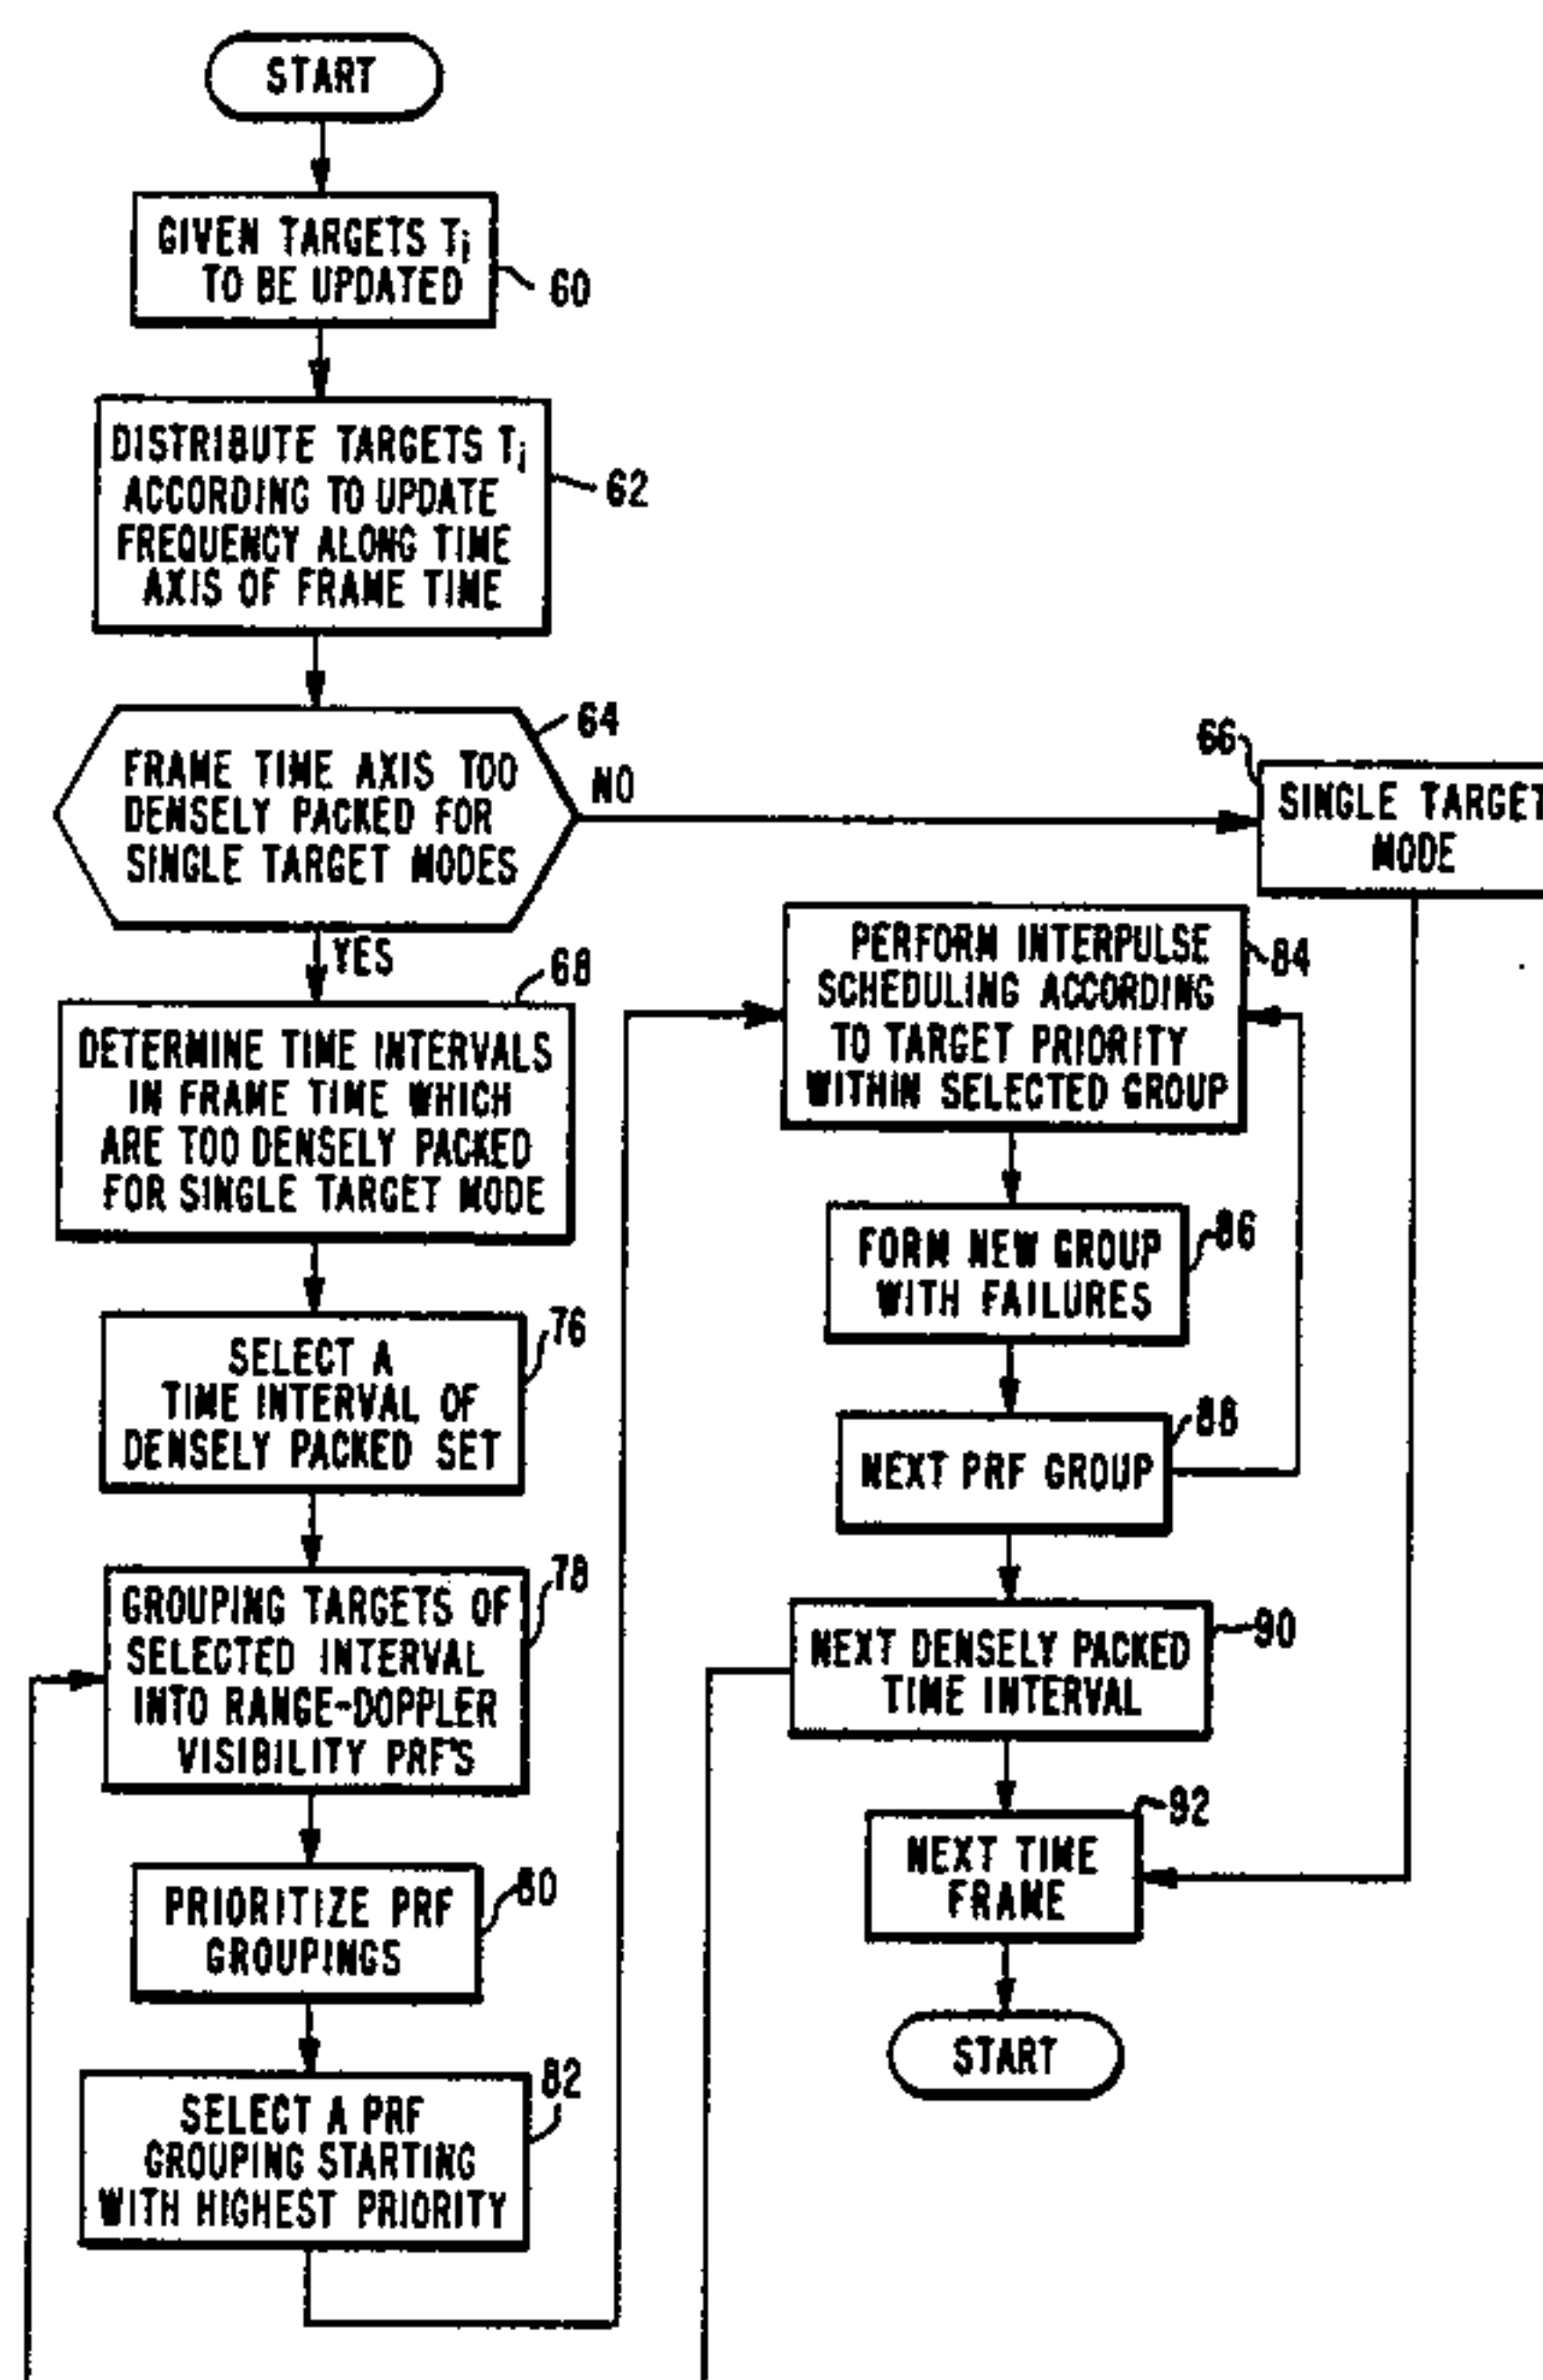 START
GIVEN TARGETS Ti
TO BE UPDATED
60
DISTRIBUTE TARGETS Ti
ACCORDING TO UPDATE
FREQUENCY ALONG TIME
AXIS OF FRAME TIME
62
FRAME TIME AXIS TOO
DENSELY PACKED FOR
SINGLE TARGET MODES
64
NO
YES
66
SINGLE TARGET
MODE
DETERMINE TIME INTERVALS
IN FRAME TIME WHICH
ARE TOO DENSELY PACKED
FOR SINGLE TARGET MODE
68
SELECT A
TIME INTERVAL OF
DENSELY PACKED SET
76
GROUPING TARGETS OF
SELECTED INTERVAL
INTO RANGE-DOPPLER
VISIBILITY PRF'S
78
PRIORITIZE PRF
GROUPINGS
80
SELECT A PRF
GROUPING STARTING
WITH HIGHEST PRIORITY
82
PERFORM INTERPULSE
SCHEDULING ACCORDING
TO TARGET PRIORITY
WITHIN SELECTED GROUP
84
FORM NEW GROUP
WITH FAILURES
86
NEXT PRF GROUP
88
NEXT DENSELY PACKED
TIME INTERVAL
90
NEXT TIME
FRAME
92
START